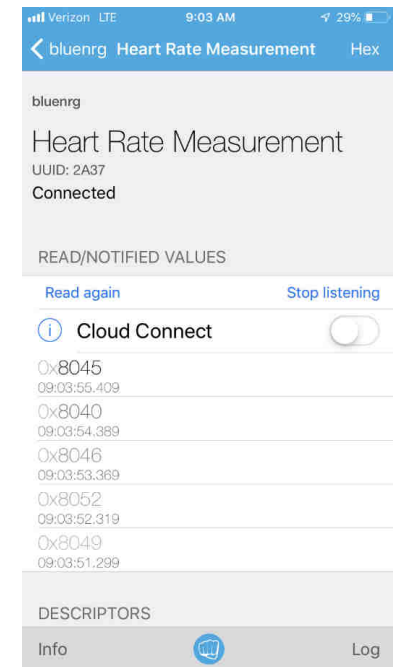 Verizon LTE 9:03 AM 29%
bluenrg Heart Rate Measurement Hex
bluenrg
Heart Rate Measurement
UUID: 2A37
Connected
READ/NOTIFIED VALUES
Read again Stop listening
i Cloud Connect
0x8045
09:03:55.409
0x8040
09:03:54.389
0x8046
09:03:53.369
0x8052
09:03:52.319
0x8049
09:03:51.299
DESCRIPTORS
Info Log